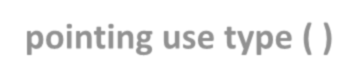 pointing use type ( )